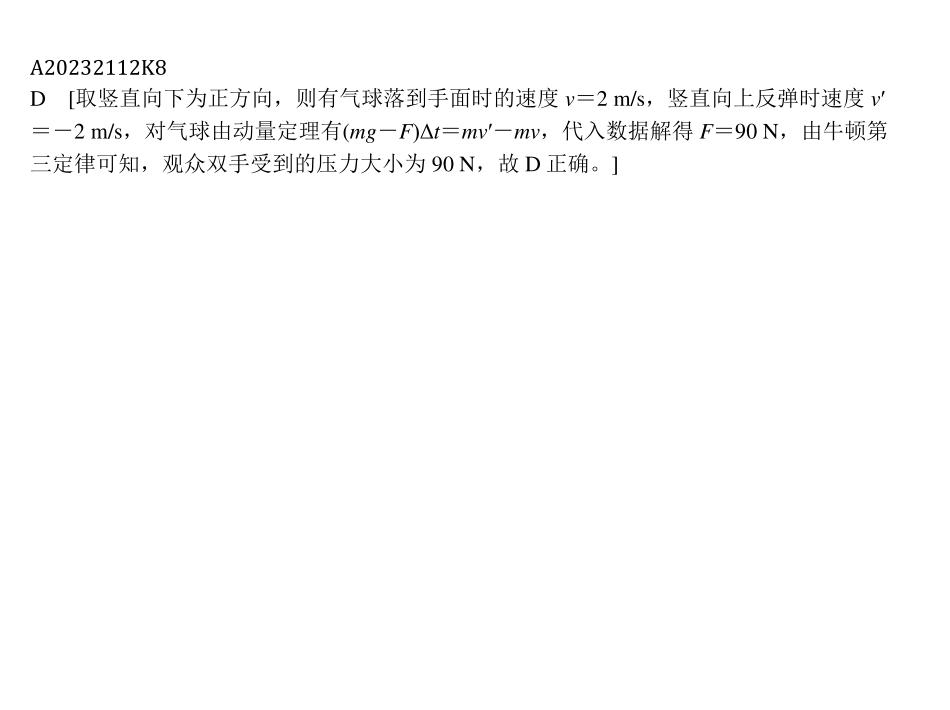 A20232112K8
D [取竖直向下为正方向，则有气球落到手面时的速度 v＝2 m/s，竖直向上反弹时速度 v′
＝－2 m/s，对气球由动量定理有(mg－F)Δt＝mv′－mv，代入数据解得 F＝90 N，由牛顿第
三定律可知，观众双手受到的压力大小为 90 N，故 D 正确。]